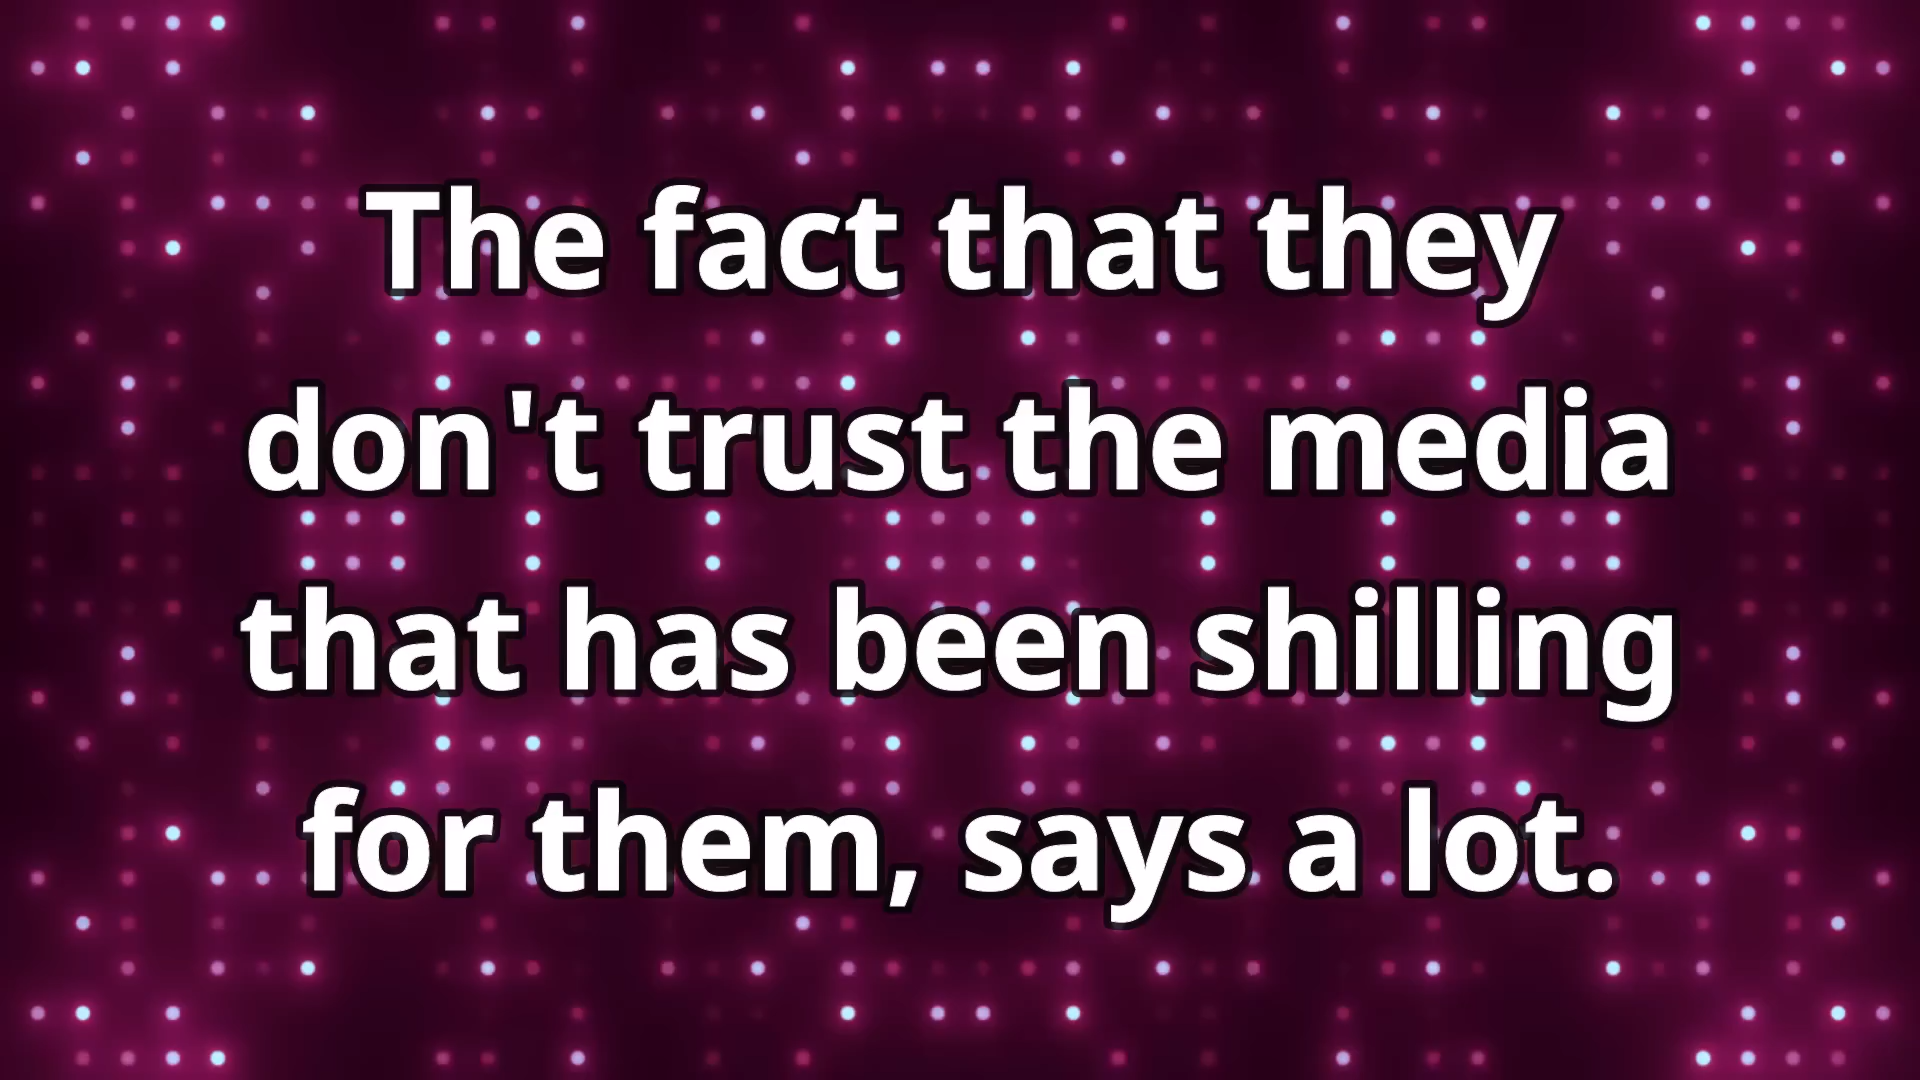 The fact that they
don't trust the media
that has been shilling
for them, says a lot.